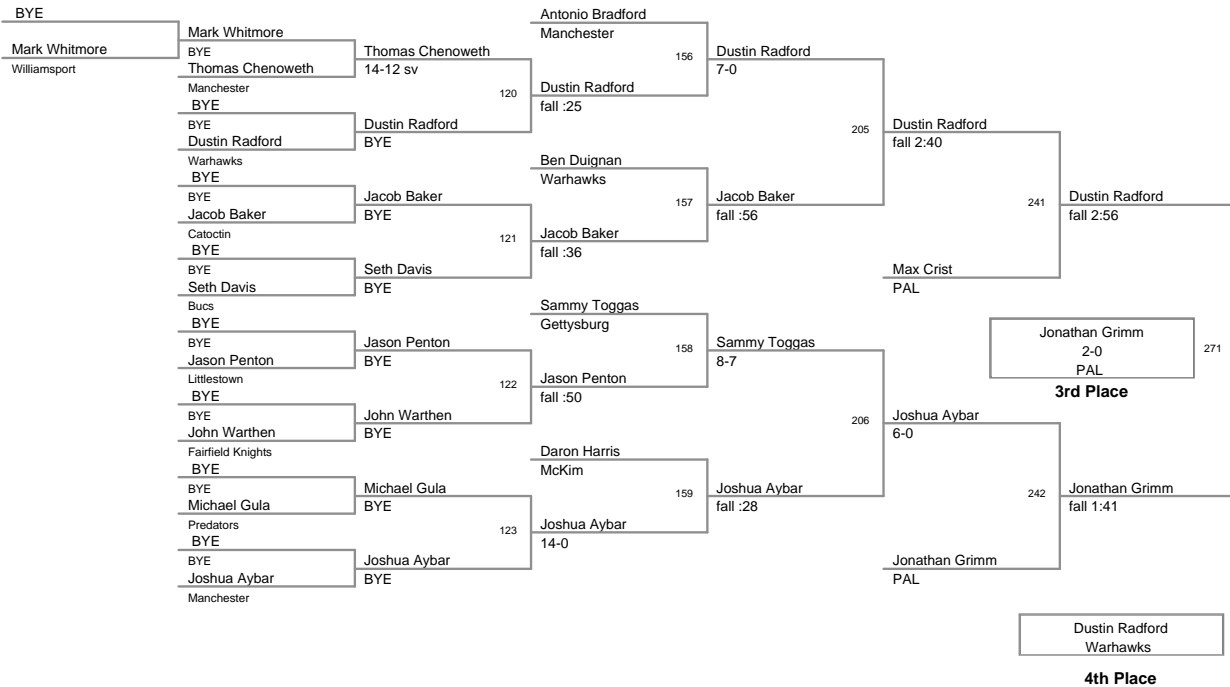 BYE
Mark Whitmore
Williamsport
Mark Whitmore
BYE
Thomas Chenoweth
Manchester
BYE
BYE
Dustin Radford
Warhawks
BYE
BYE
Jacob Baker
Catoctin
BYE
BYE
Seth Davis
Bucs
BYE
BYE
Jason Penton
Littlestown
BYE
BYE
John Warthen
Fairfield Knights
BYE
BYE
Michael Gula
Predators
BYE
BYE
Joshua Aybar
Manchester
Thomas Chenoweth
14-12 sv
120
Dustin Radford
BYE
Jacob Baker
BYE
121
Seth Davis
BYE
Jason Penton
BYE
122
John Warthen
BYE
Michael Gula
BYE
123
Joshua Aybar
BYE
Antonio Bradford
Manchester
156
Dustin Radford
fall :25
Ben Duignan
Warhawks
157
Jacob Baker
fall :36
Sammy Toggas
Gettysburg
158
Jason Penton
fall :50
Daron Harris
McKim
159
Joshua Aybar
14-0
Dustin Radford
7-0
205
Jacob Baker
fall :56
Sammy Toggas
8-7
206
Joshua Aybar
fall :28
Dustin Radford
fall 2:40
241
Max Crist
PAL
Joshua Aybar
6-0
242
Jonathan Grimm
PAL
Dustin Radford
fall 2:56
Jonathan Grimm
2-0
PAL
271
3rd Place
Jonathan Grimm
fall 1:41
Dustin Radford
Warhawks
4th Place